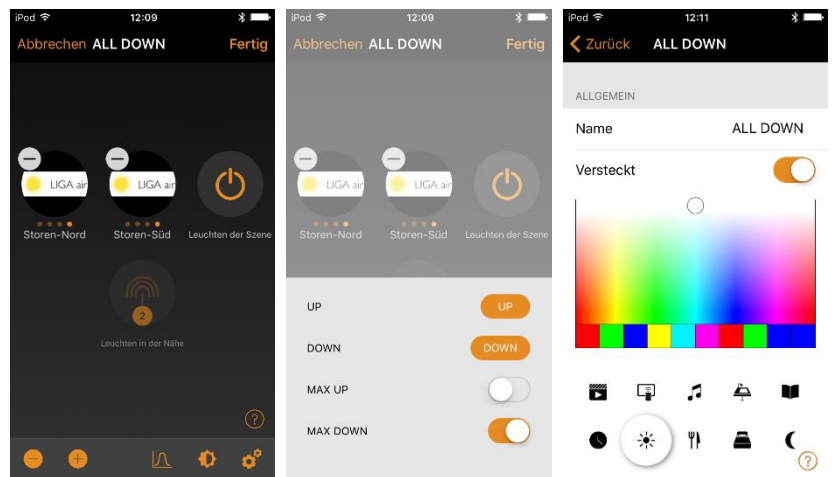 iPod 12:09
Abbrechen ALL DOWN Fertig
LIGA air LIGA air
Storen-Nord Storen-Süd Leuchten der Szene
2
Leuchten in der Nähe
?
iPod 12:09
Abbrechen ALL DOWN Fertig
LIGA air LIGA air
Storen-Nord Storen-Süd Leuchten der Szene
UP UP
DOWN DOWN
MAX UP
MAX DOWN
iPod 12:11
Zurück ALL DOWN
ALLGEMEIN
Name ALL DOWN
Versteckt
?